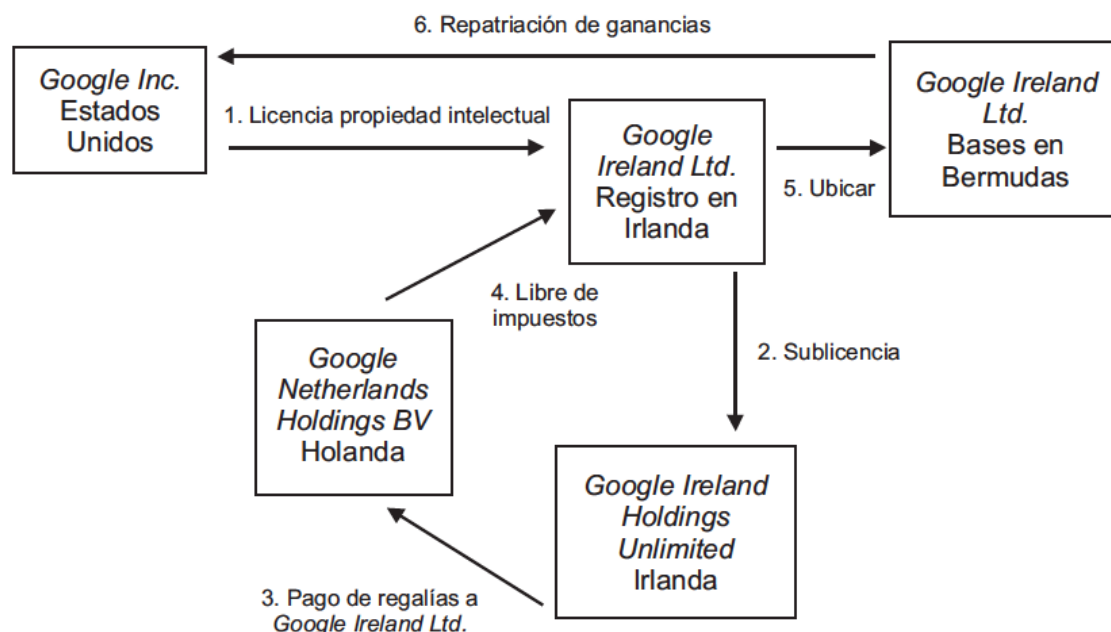 6. Repatriación de ganancias
Google Inc.
Estados
Unidos
1. Licencia propiedad intelectual
Google
Ireland Ltd.
Registro en
Irlanda
Google Ireland
Ltd.
Bases en
Bermudas
5. Ubicar
4. Libre de
impuestos
2. Sublicencia
Google
Netherlands
Holdings BV
Holanda
Google Ireland
Holdings
Unlimited
Irlanda
3. Pago de regalías a
Google Ireland Ltd.